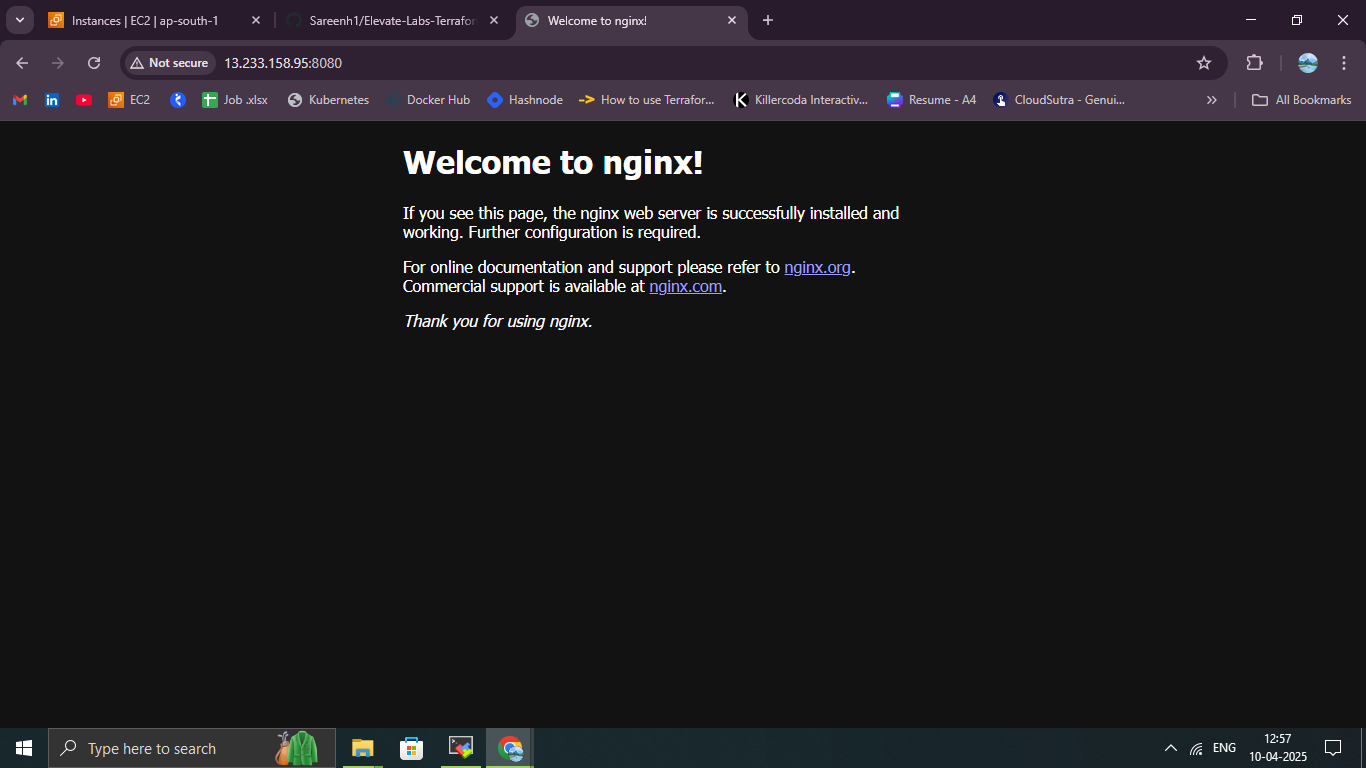 Instances | EC2 | ap-south-1
Sareenh1/Elevate-Labs-Terrafor
Welcome to nginx!
Not secure
13.233.158.95:8080
EC2
Job .xlsx
Kubernetes
Docker Hub
Hashnode
How to use Terrafor...
Killercoda Interactiv...
Resume - A4
CloudSutra - Genui...
All Bookmarks
Welcome to nginx!
If you see this page, the nginx web server is successfully installed and
working. Further configuration is required.
For online documentation and support please refer to nginx.org.
Commercial support is available at nginx.com.
Thank you for using nginx.
Type here to search
ENG
12:57
10-04-2025